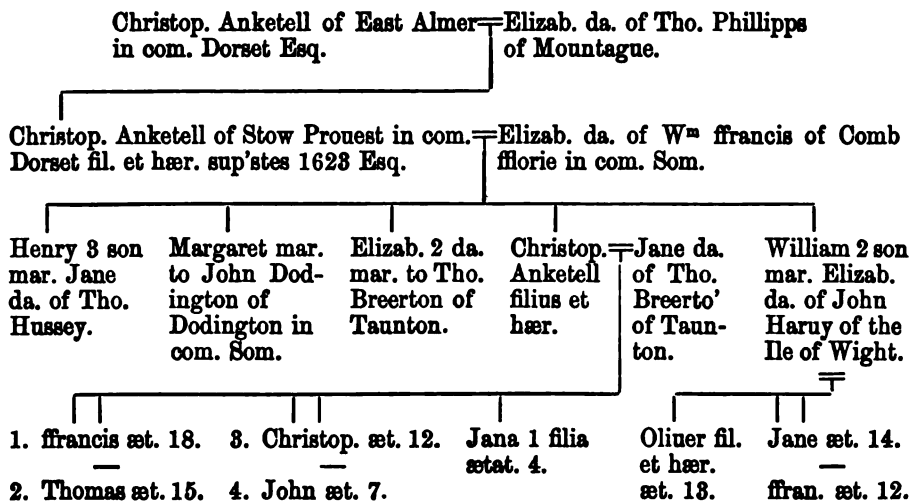 Christop. Anketell of East Almer
in com. Dorset Esq.
Elizab. da. of Tho. Phillipps
of Mountague.
Christop. Anketell of Stow Prouest in com.
Dorset fil. et hær. sup'stes 1623 Esq.
Elizab. da. of Wᵐ ffrancis of Comb
fflorie in com. Som.
Henry 3 son
mar. Jane
da. of Tho.
Hussey.
Margaret mar.
to John Dod-
ington of
Dodington in
com. Som.
Elizab. 2 da.
mar. to Tho.
Breerton of
Taunton.
Christop.
Anketell
filius et
hær.
Jane da.
of Tho.
Breerto'
of Taun-
ton.
William 2 son
mar. Elizab.
da. of John
Haruy of the
Ile of Wight.
1. ffrancis æt. 18.
2. Thomas æt. 15.
3. Christop. æt. 12.
4. John æt. 7.
Jana 1 filia
ætat. 4.
Oliuer fil.
et hær.
æt. 13.
Jane æt. 14.
ffran. æt. 12.